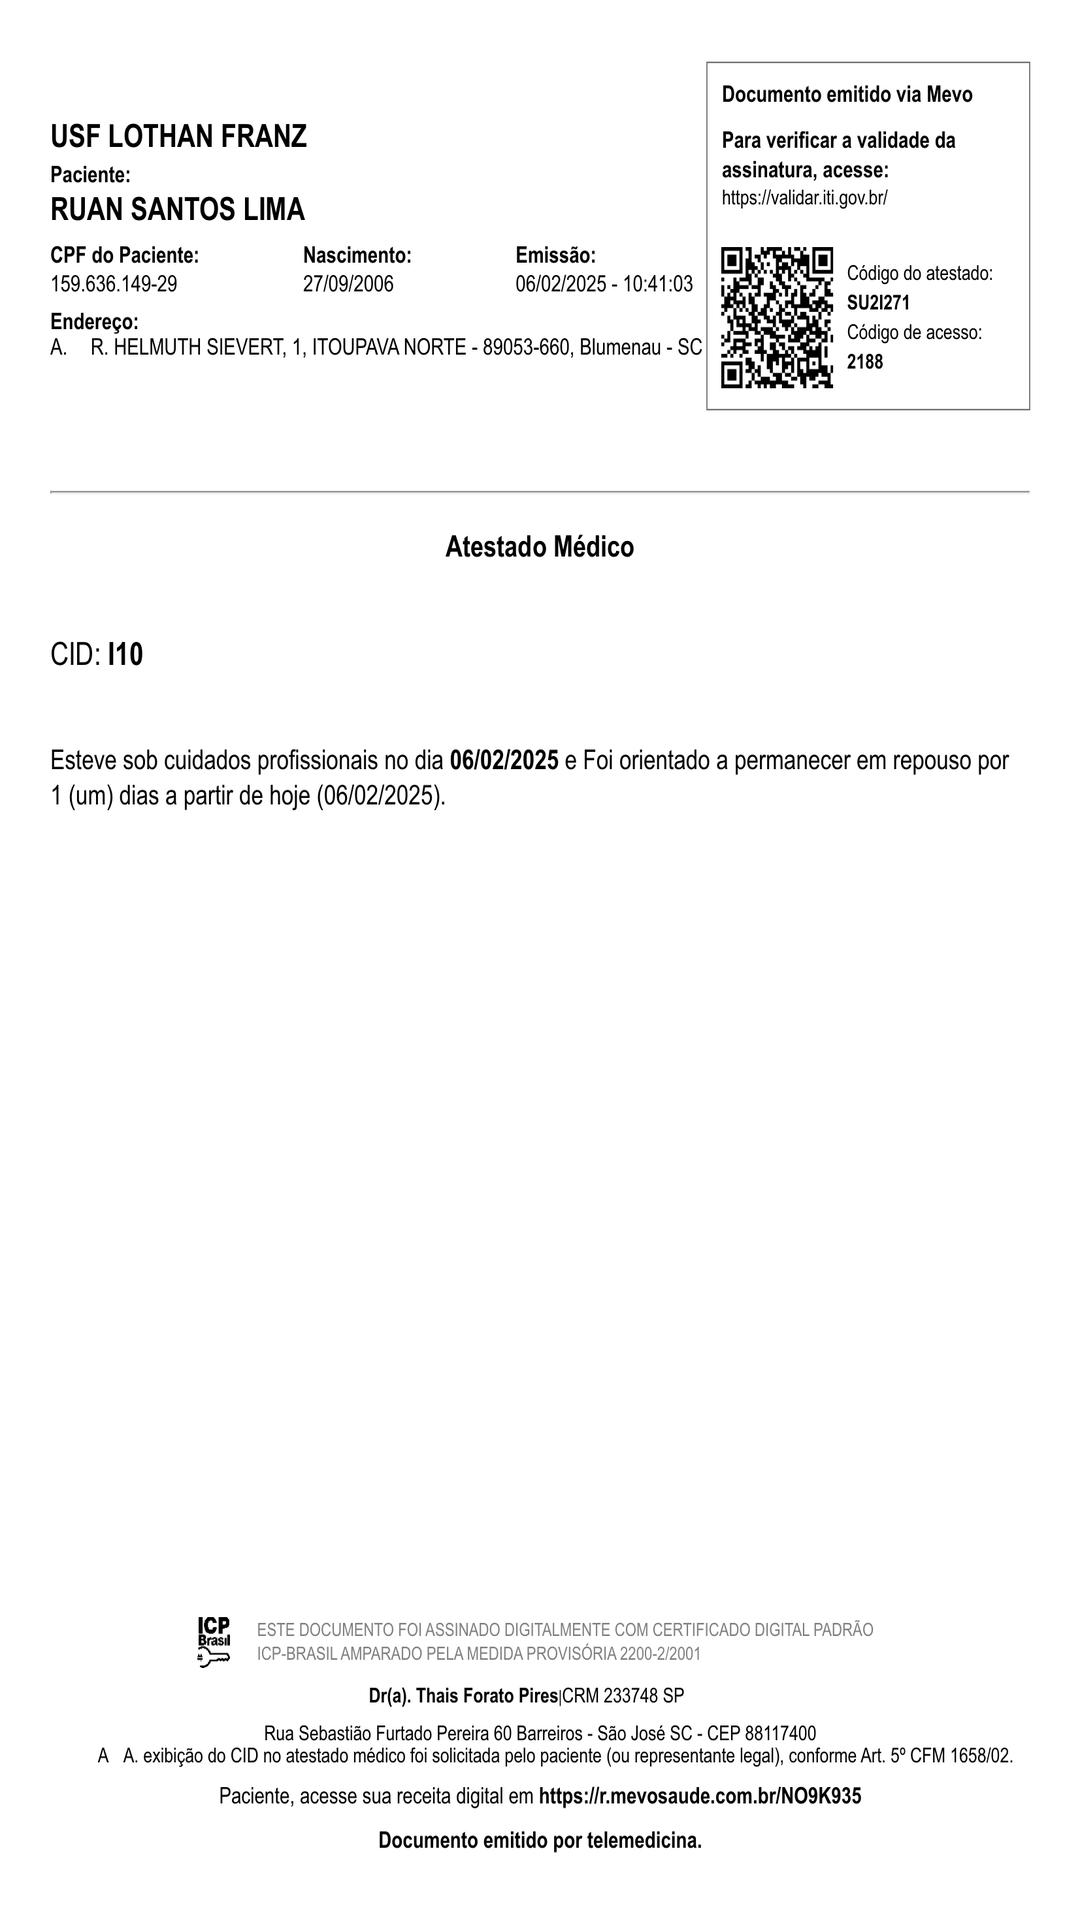 USF LOTHAN FRANZ
Paciente:
RUAN SANTOS LIMA
CPF do Paciente: Nascimento: Emissão:
159.636.149-29 27/09/2006 06/02/2025 - 10:41:03
Endereço:
A. R. HELMUTH SIEVERT, 1, ITOUPAVA NORTE - 89053-660, Blumenau - SC
Documento emitido via Mevo
Para verificar a validade da
assinatura, acesse:
https://validar.iti.gov.br/
Código do atestado:
SU2I271
Código de acesso:
2188
Atestado Médico
CID: I10
Esteve sob cuidados profissionais no dia 06/02/2025 e Foi orientado a permanecer em repouso por
1 (um) dias a partir de hoje (06/02/2025).
ICP
Brasil
ESTE DOCUMENTO FOI ASSINADO DIGITALMENTE COM CERTIFICADO DIGITAL PADRÃO
ICP-BRASIL AMPARADO PELA MEDIDA PROVISÓRIA 2200-2/2001
Dr(a). Thais Forato Pires|CRM 233748 SP
Rua Sebastião Furtado Pereira 60 Barreiros - São José SC - CEP 88117400
A A. exibição do CID no atestado médico foi solicitada pelo paciente (ou representante legal), conforme Art. 5º CFM 1658/02.
Paciente, acesse sua receita digital em https://r.mevosaude.com.br/NO9K935
Documento emitido por telemedicina.